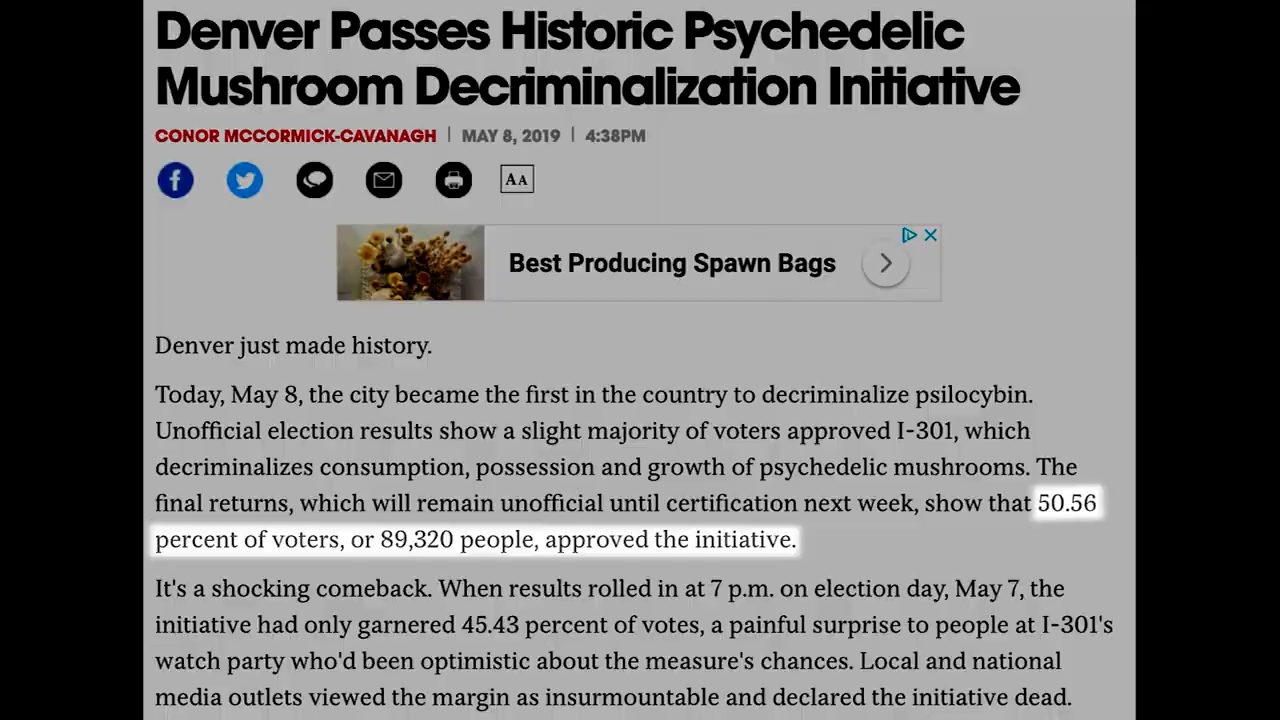 Denver Passes Historic Psychedelic
Mushroom Decriminalization Initiative
CONOR MCCORMICK-CAVANAGH | MAY 8, 2019 | 4:38PM
AA
Best Producing Spawn Bags
Denver just made history.
Today, May 8, the city became the first in the country to decriminalize psilocybin.
Unofficial election results show a slight majority of voters approved I-301, which
decriminalizes consumption, possession and growth of psychedelic mushrooms. The
final returns, which will remain unofficial until certification next week, show that 50.56
percent of voters, or 89,320 people, approved the initiative.
It's a shocking comeback. When results rolled in at 7 p.m. on election day, May 7, the
initiative had only garnered 45.43 percent of votes, a painful surprise to people at I-301's
watch party who'd been optimistic about the measure's chances. Local and national
media outlets viewed the margin as insurmountable and declared the initiative dead.